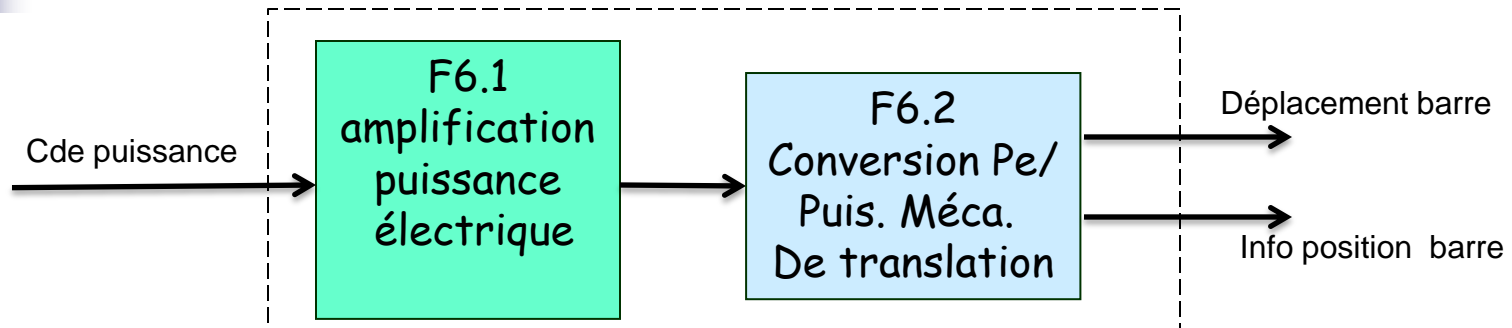 Cde puissance
F6.1
amplification
puissance
électrique
F6.2
Conversion Pe/
Puis. Méca.
De translation
Déplacement barre
Info position barre